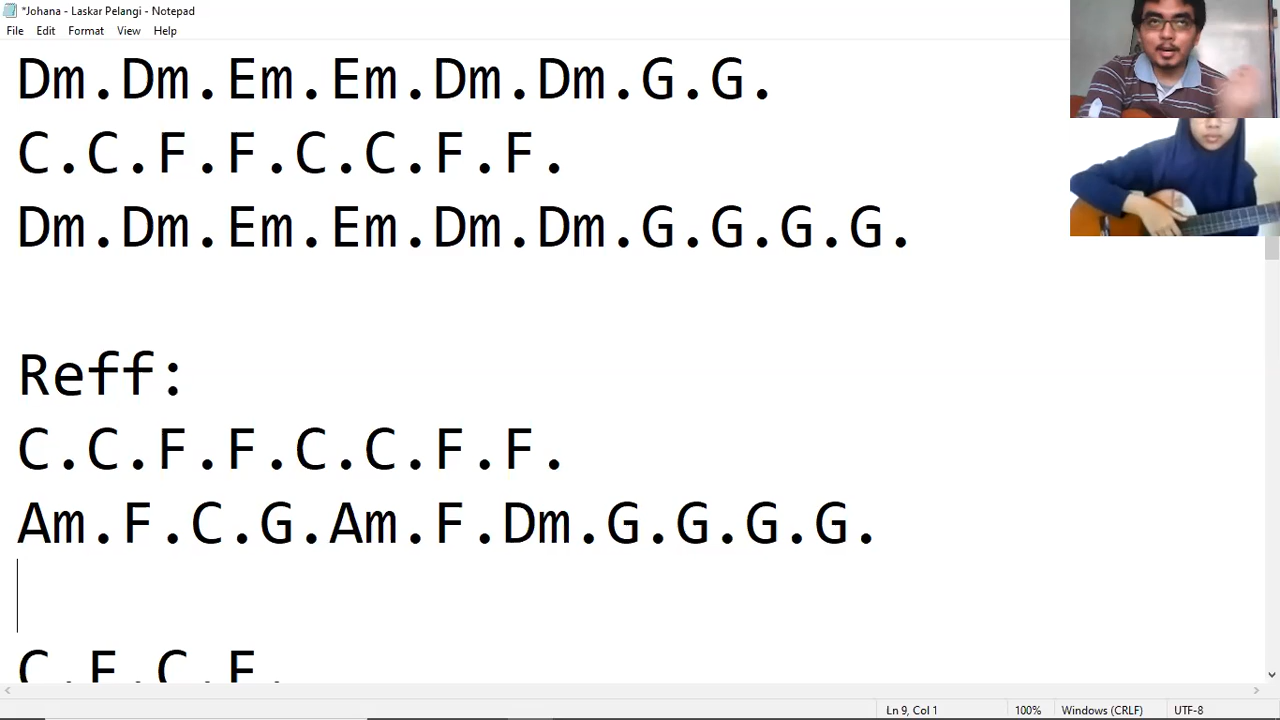 *Johana - Laskar Pelangi - Notepad
File Edit Format View Help
Dm.Dm.Em.Em.Dm.Dm.G.G.
C.C.F.F.C.C.F.F.
Dm.Dm.Em.Em.Dm.Dm.G.G.G.G.
Reff:
C.C.F.F.C.C.F.F.
Am.F.C.G.Am.F.Dm.G.G.G.G.
C.F.C.F.
Ln 9, Col 1 100% Windows (CRLF) UTF-8